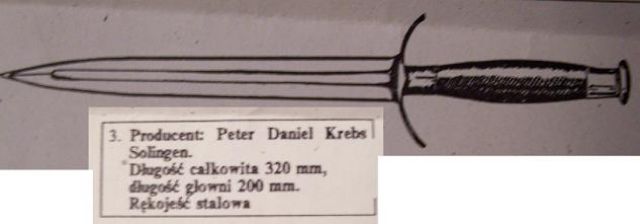 3. Producent: Peter Daniel Krebs
Solingen.
Długość całkowita 320 mm,
długość głowni 200 mm.
Rękojeść stalowa